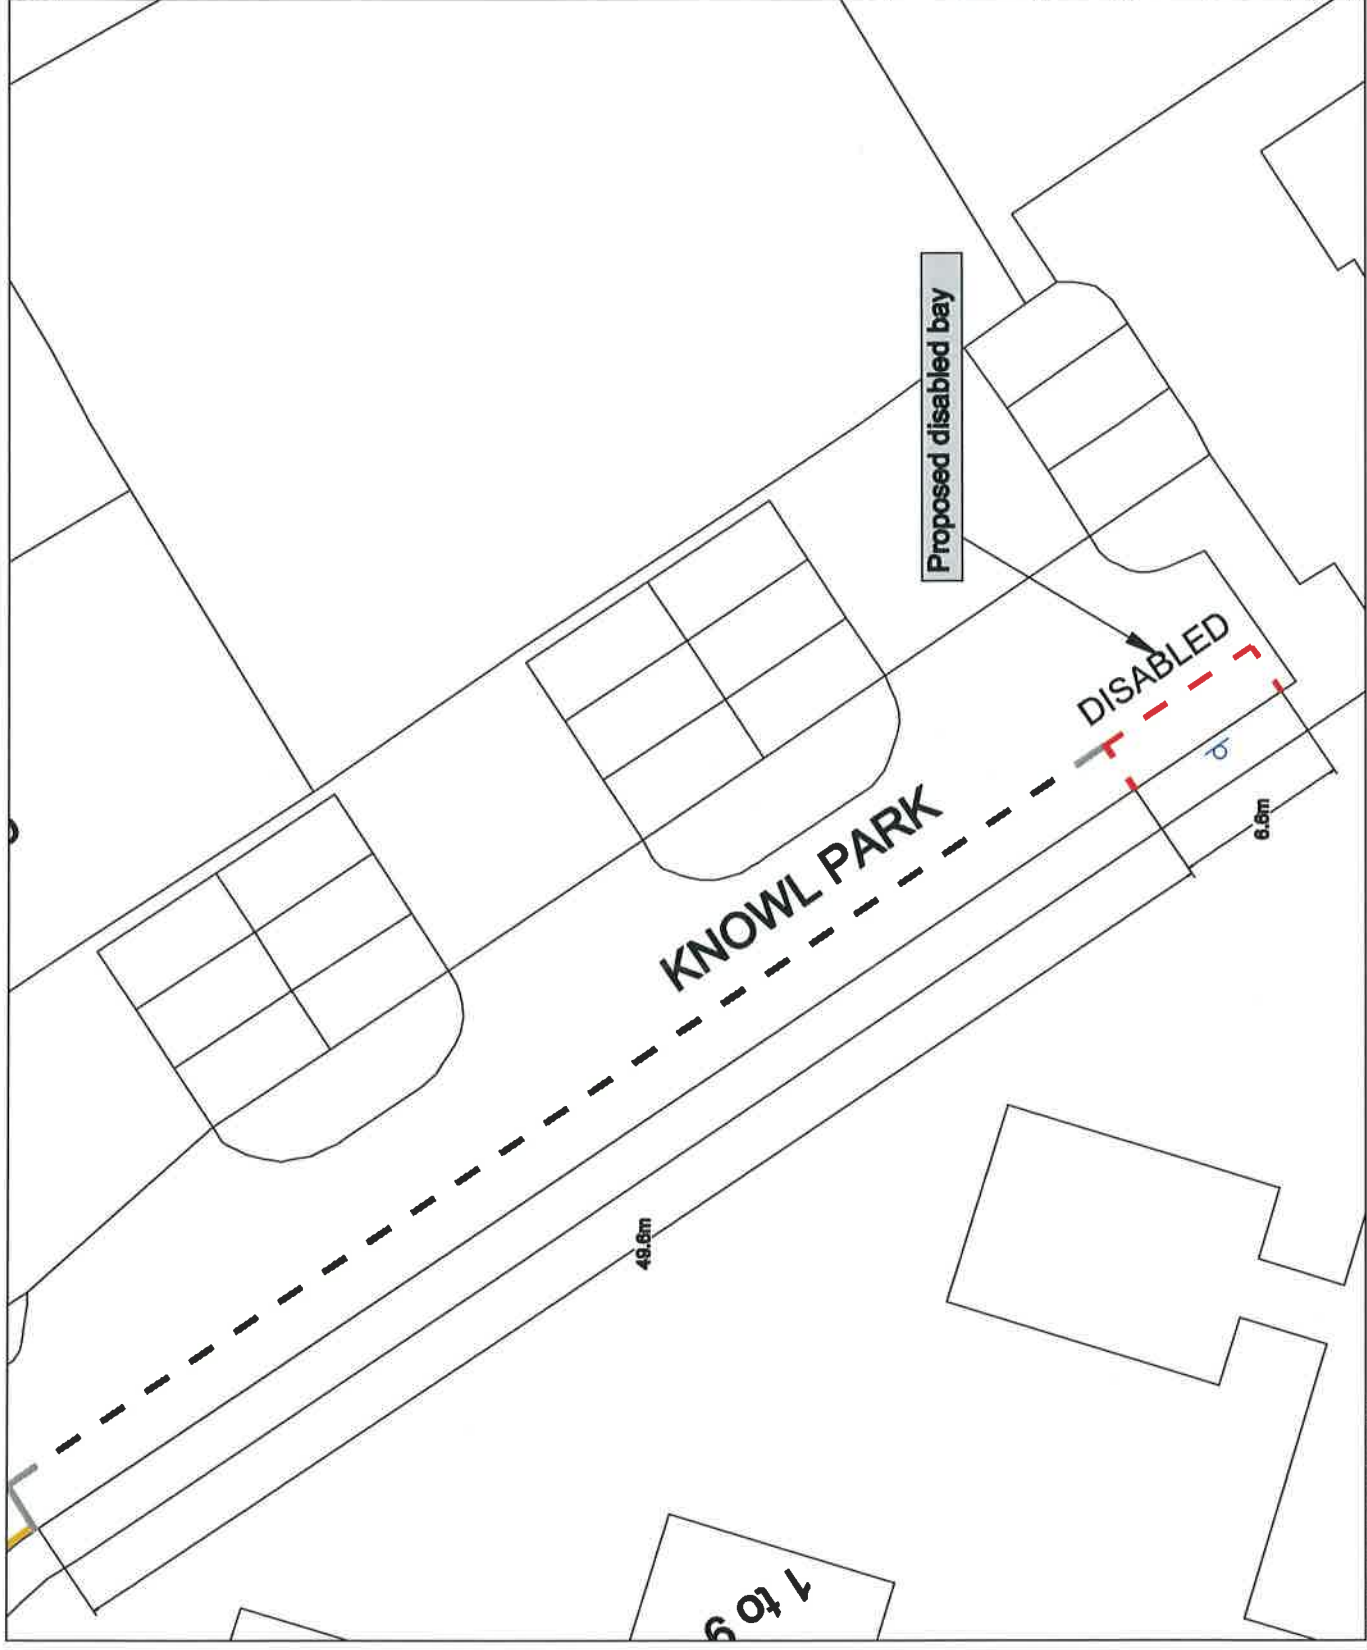 Proposed disabled bay
DISABLED
KNOWL PARK
6.6m
49.6m
1 to 9